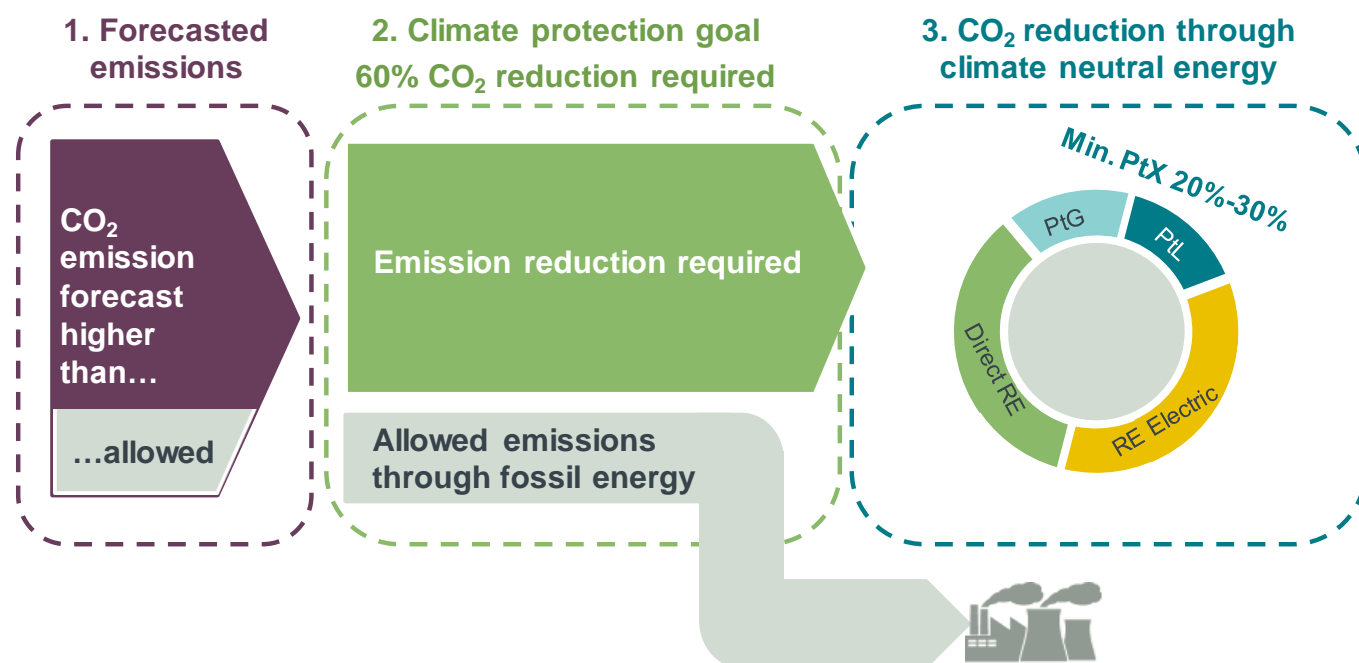 1. Forecasted
emissions
2. Climate protection goal
60% CO₂ reduction required
3. CO₂ reduction through
climate neutral energy
CO₂
emission
forecast
higher
than…
…allowed
Emission reduction required
Allowed emissions
through fossil energy
Min. PtX 20%-30%
PtG
PtL
Direct RE
RE Electric